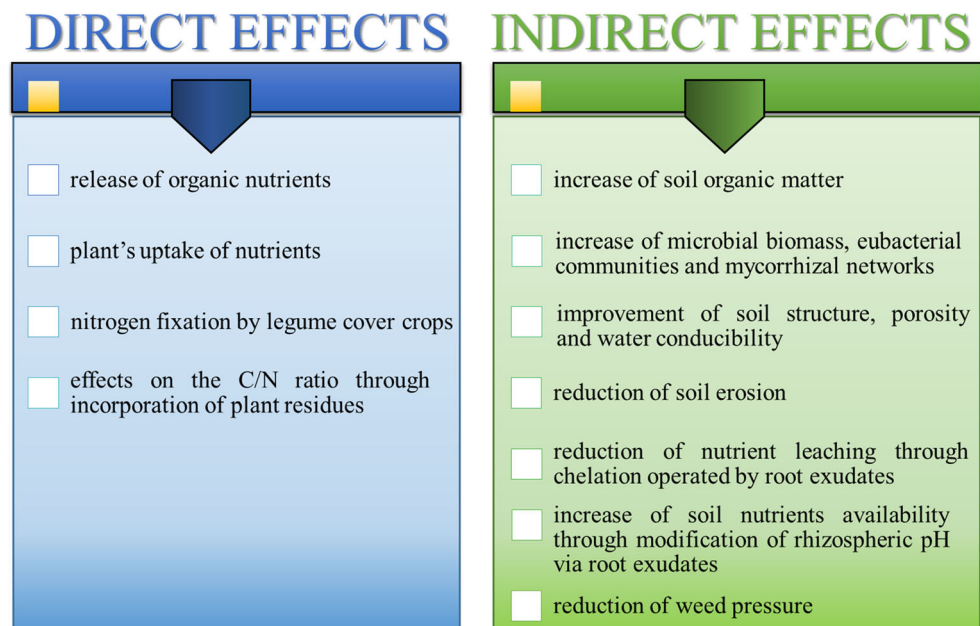 DIRECT EFFECTS
release of organic nutrients
plant's uptake of nutrients
nitrogen fixation by legume cover crops
effects on the C/N ratio through
incorporation of plant residues
INDIRECT EFFECTS
increase of soil organic matter
increase of microbial biomass, eubacterial
communities and mycorrhizal networks
improvement of soil structure, porosity
and water conducibility
reduction of soil erosion
reduction of nutrient leaching through
chelation operated by root exudates
increase of soil nutrients availability
through modification of rhizospheric pH
via root exudates
reduction of weed pressure